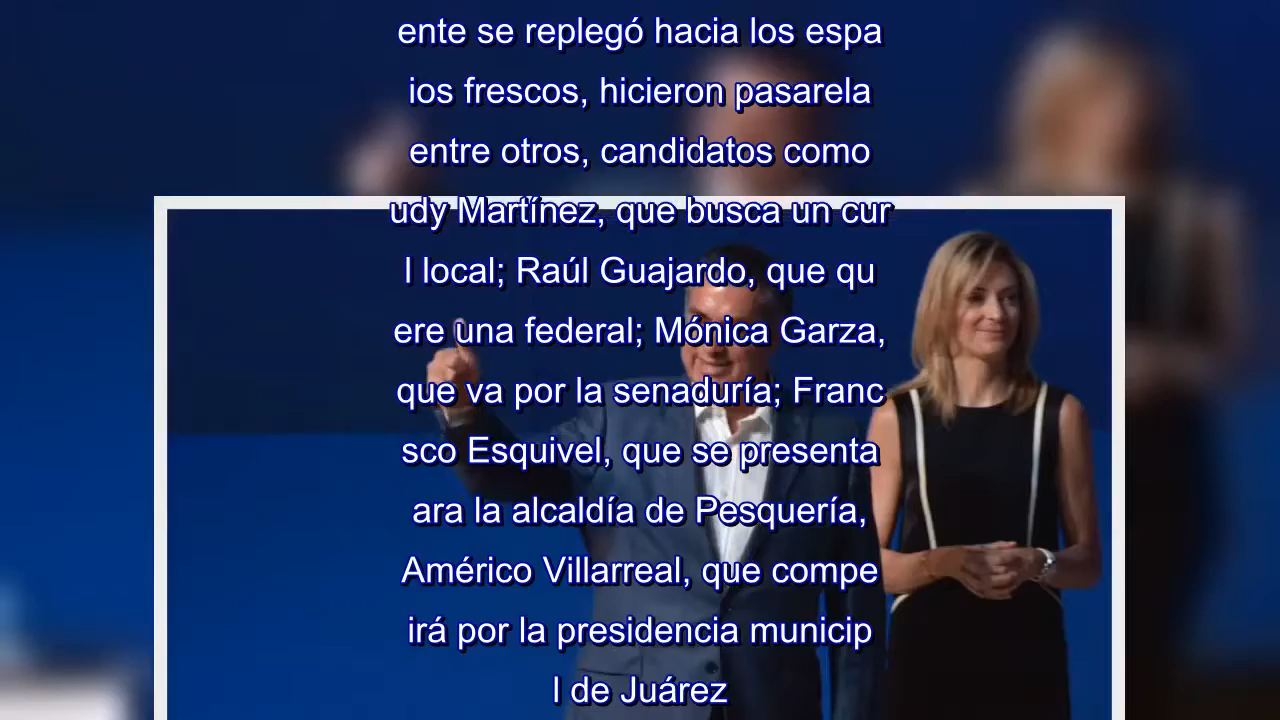 ente se replegó hacia los espa
ios frescos, hicieron pasarela
entre otros, candidatos como
udy Martínez, que busca un cur
l local; Raúl Guajardo, que qu
ere una federal; Mónica Garza,
que va por la senaduría; Franc
sco Esquivel, que se presenta
ara la alcaldía de Pesquería,
Américo Villarreal, que compe
irá por la presidencia municip
l de Juárez